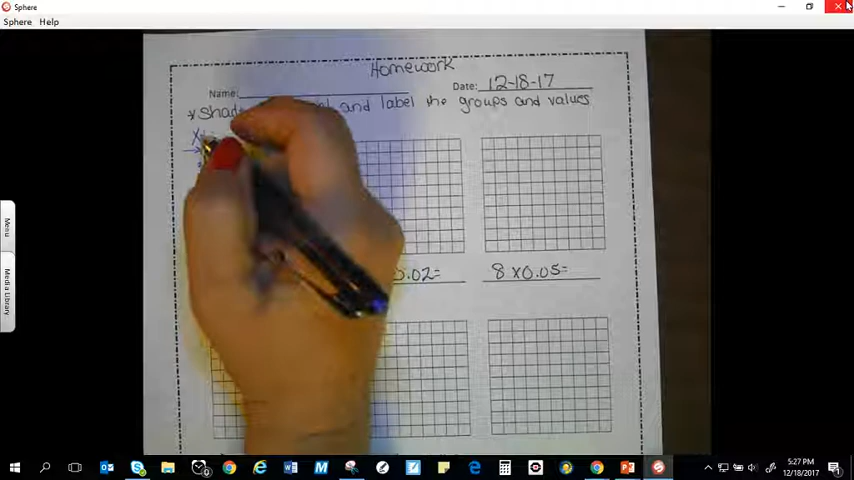 Sphere
Sphere Help
Homework
Name:
Date: 12-18-17
and label the groups and values
X
0.02=
8 x0.05=
Menu
Media Library
5:27 PM
12/18/2017